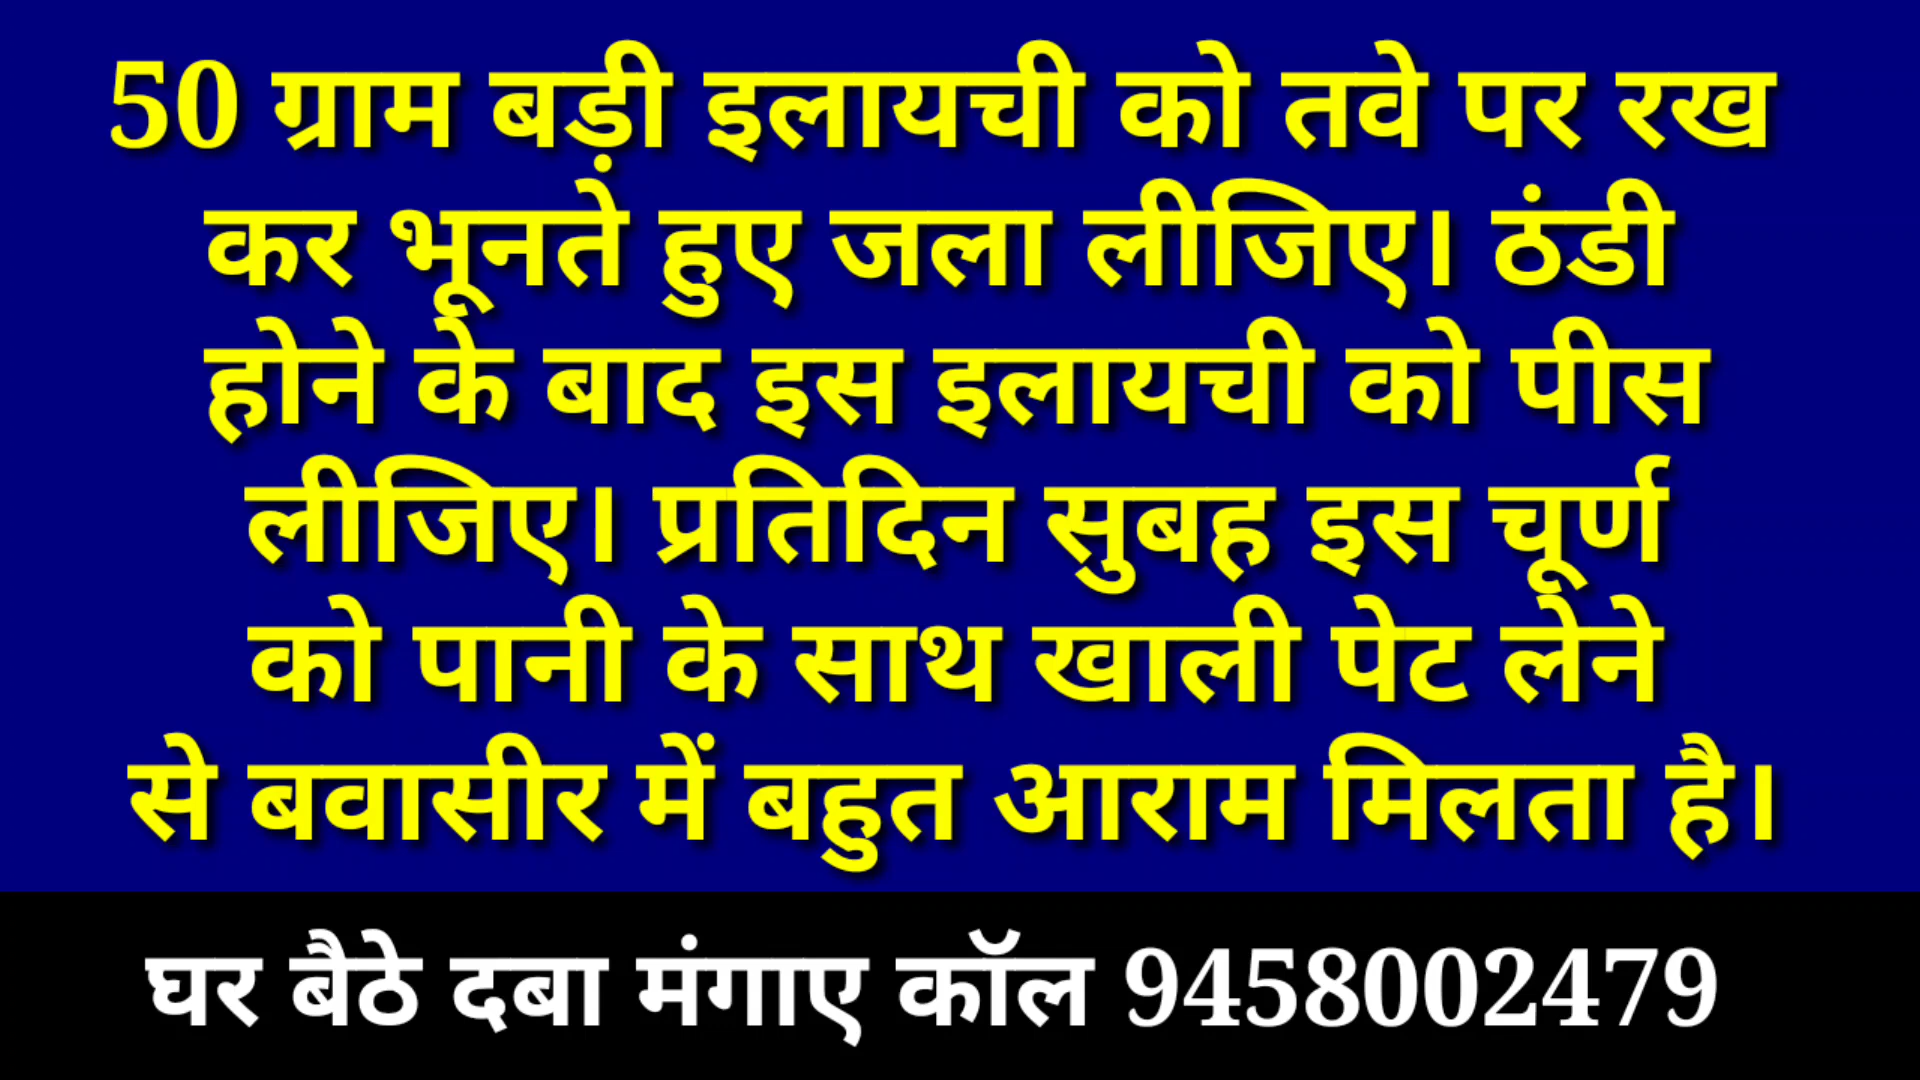 50 ग्राम बड़ी इलायची को तवे पर रख
कर भूनते हुए जला लीजिए। ठंडी
होने के बाद इस इलायची को पीस
लीजिए। प्रतिदिन सुबह इस चूर्ण
को पानी के साथ खाली पेट लेने
से बवासीर में बहुत आराम मिलता है।
घर बैठे दबा मंगाए कॉल 9458002479